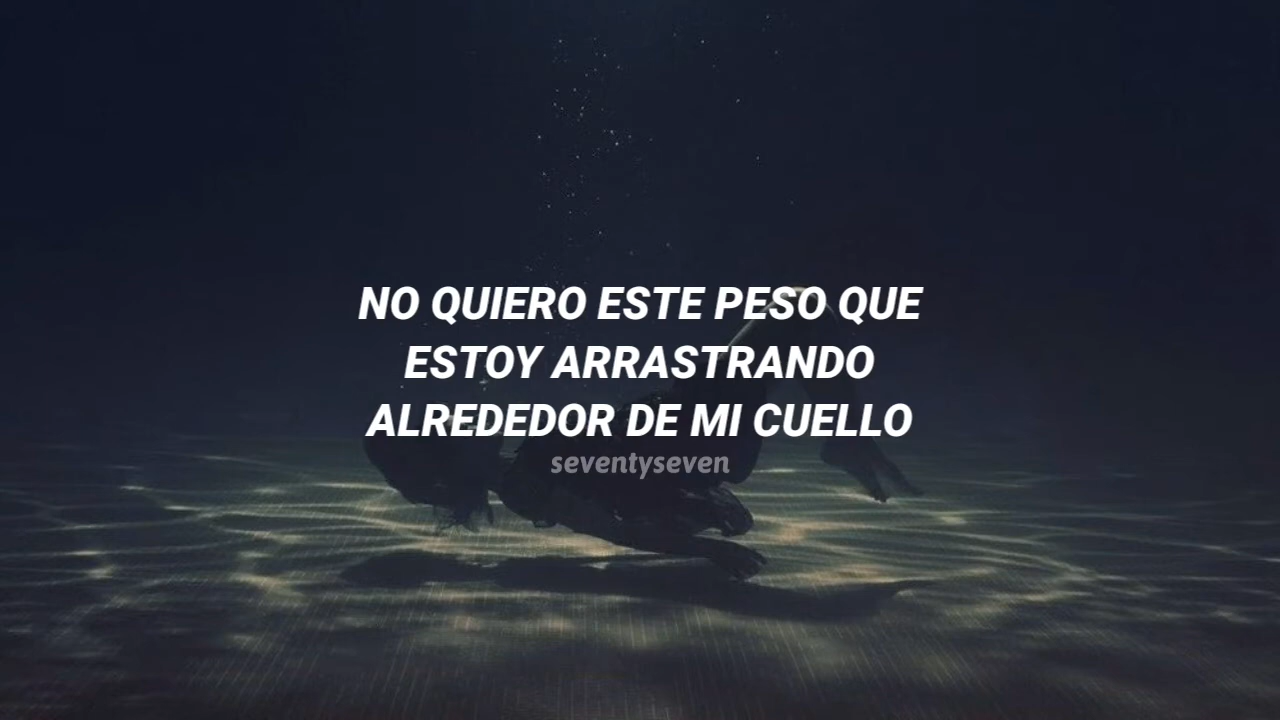 NO QUIERO ESTE PESO QUE
ESTOY ARRASTRANDO
ALREDEDOR DE MI CUELLO
seventyseven